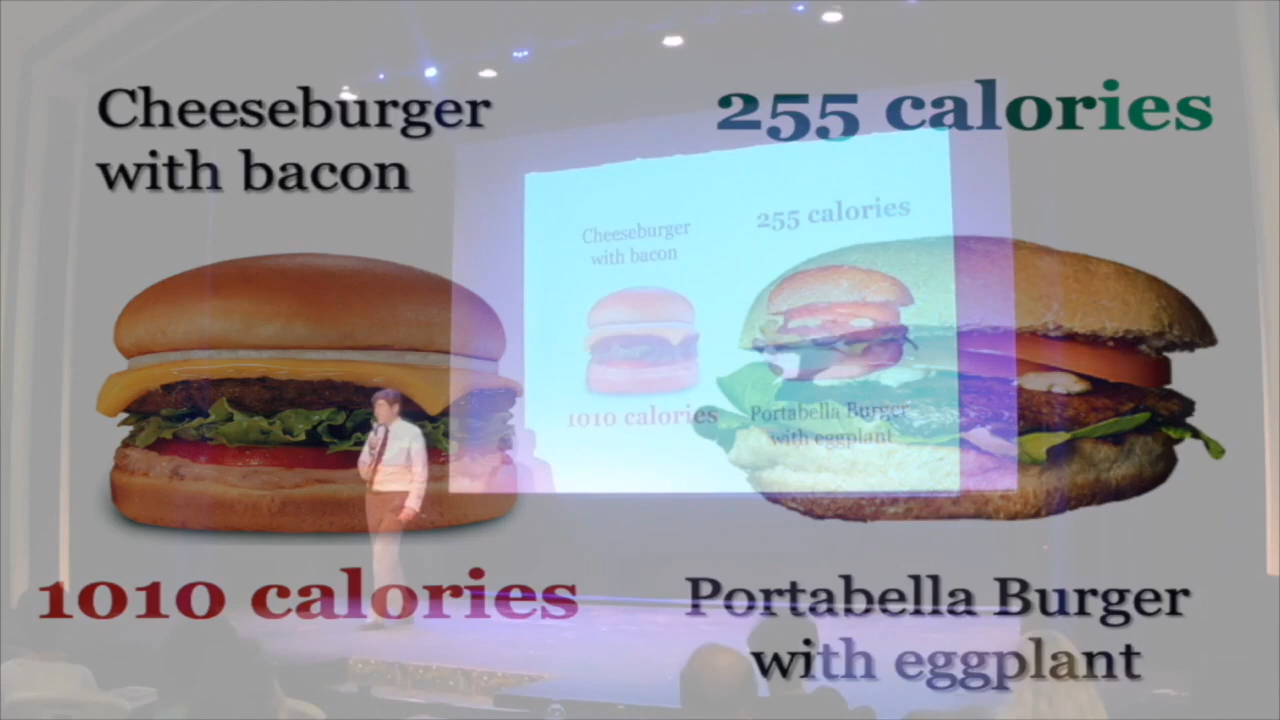 Cheeseburger
with bacon
255 calories
1010 calories
Portabella Burger
with eggplant
Cheeseburger
with bacon
255 calories
1010 calories
Portabella Burger
with eggplant